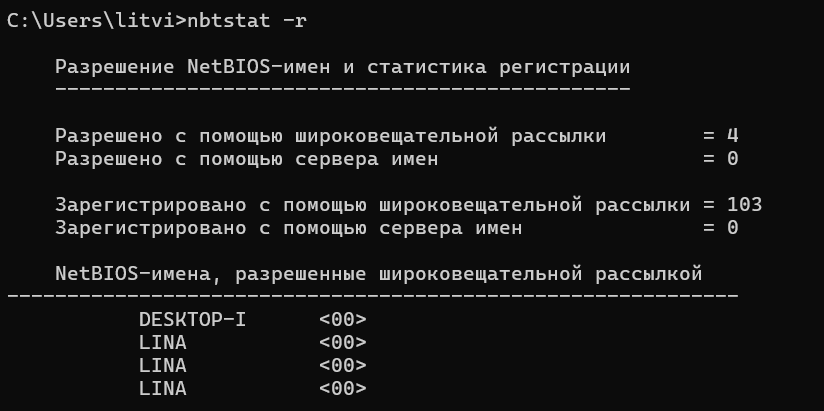 C:\Users\litvi>nbtstat -r
Разрешение NetBIOS-имен и статистика регистрации
------------------------------------------------
Разрешено с помощью широковещательной рассылки = 4
Разрешено с помощью сервера имен = 0
Зарегистрировано с помощью широковещательной рассылки = 103
Зарегистрировано с помощью сервера имен = 0
NetBIOS-имена, разрешенные широковещательной рассылкой
-------------------------------------------------------------
DESKTOP-I <00>
LINA <00>
LINA <00>
LINA <00>